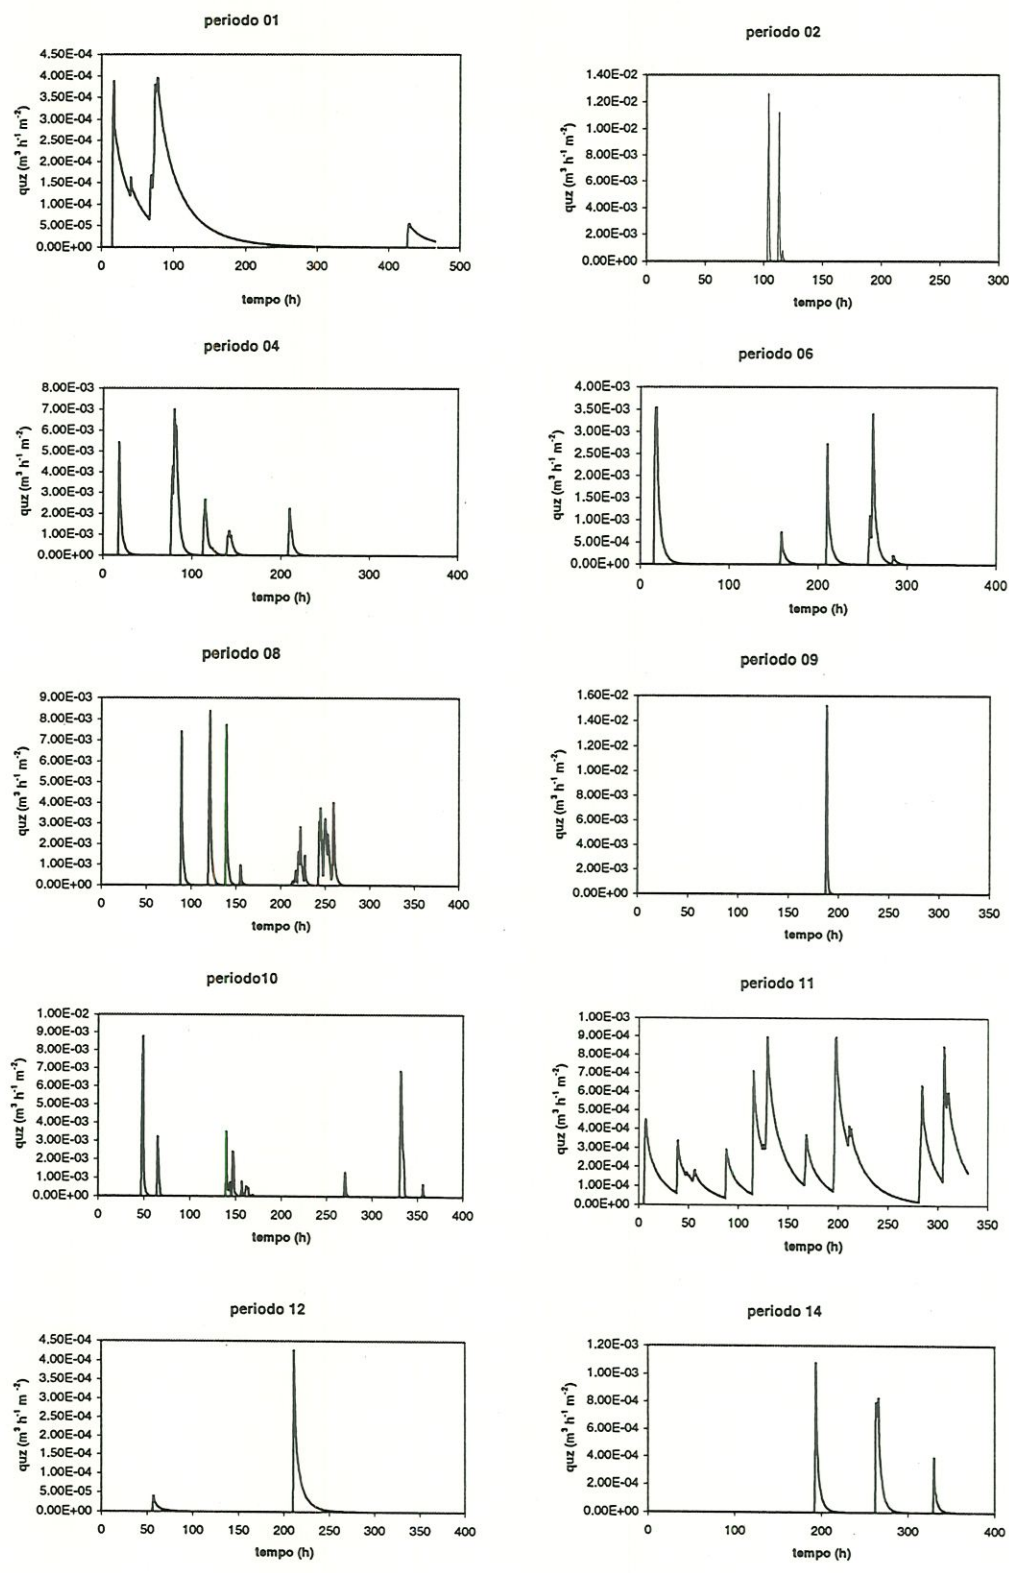 periodo 01
4.50E-04
4.00E-04
3.50E-04
3.00E-04
2.50E-04
2.00E-04
1.50E-04
1.00E-04
5.00E-05
0.00E+00
quz (m³ h⁻¹ m⁻²)
0 100 200 300 400 500
tempo (h)
periodo 02
1.40E-02
1.20E-02
1.00E-02
8.00E-03
6.00E-03
4.00E-03
2.00E-03
0.00E+00
quz (m³ h⁻¹ m⁻²)
0 50 100 150 200 250 300
tempo (h)
periodo 04
8.00E-03
7.00E-03
6.00E-03
5.00E-03
4.00E-03
3.00E-03
2.00E-03
1.00E-03
0.00E+00
quz (m³ h⁻¹ m⁻²)
0 100 200 300 400
tempo (h)
periodo 06
4.00E-03
3.50E-03
3.00E-03
2.50E-03
2.00E-03
1.50E-03
1.00E-03
5.00E-04
0.00E+00
quz (m³ h⁻¹ m⁻²)
0 100 200 300 400
tempo (h)
periodo 08
9.00E-03
8.00E-03
7.00E-03
6.00E-03
5.00E-03
4.00E-03
3.00E-03
2.00E-03
1.00E-03
0.00E+00
quz (m³ h⁻¹ m⁻²)
0 50 100 150 200 250 300 350 400
tempo (h)
periodo 09
1.60E-02
1.40E-02
1.20E-02
1.00E-02
8.00E-03
6.00E-03
4.00E-03
2.00E-03
0.00E+00
quz (m³ h⁻¹ m⁻²)
0 50 100 150 200 250 300 350
tempo (h)
periodo10
1.00E-02
9.00E-03
8.00E-03
7.00E-03
6.00E-03
5.00E-03
4.00E-03
3.00E-03
2.00E-03
1.00E-03
0.00E+00
quz (m³ h⁻¹ m⁻²)
0 50 100 150 200 250 300 350 400
tempo (h)
periodo 11
1.00E-03
9.00E-04
8.00E-04
7.00E-04
6.00E-04
5.00E-04
4.00E-04
3.00E-04
2.00E-04
1.00E-04
0.00E+00
quz (m³ h⁻¹ m⁻²)
0 50 100 150 200 250 300 350
tempo (h)
periodo 12
4.50E-04
4.00E-04
3.50E-04
3.00E-04
2.50E-04
2.00E-04
1.50E-04
1.00E-04
5.00E-05
0.00E+00
quz (m³ h⁻¹ m⁻²)
0 50 100 150 200 250 300 350 400
tempo (h)
periodo 14
1.20E-03
1.00E-03
8.00E-04
6.00E-04
4.00E-04
2.00E-04
0.00E+00
quz (m³ h⁻¹ m⁻²)
0 100 200 300 400
tempo (h)